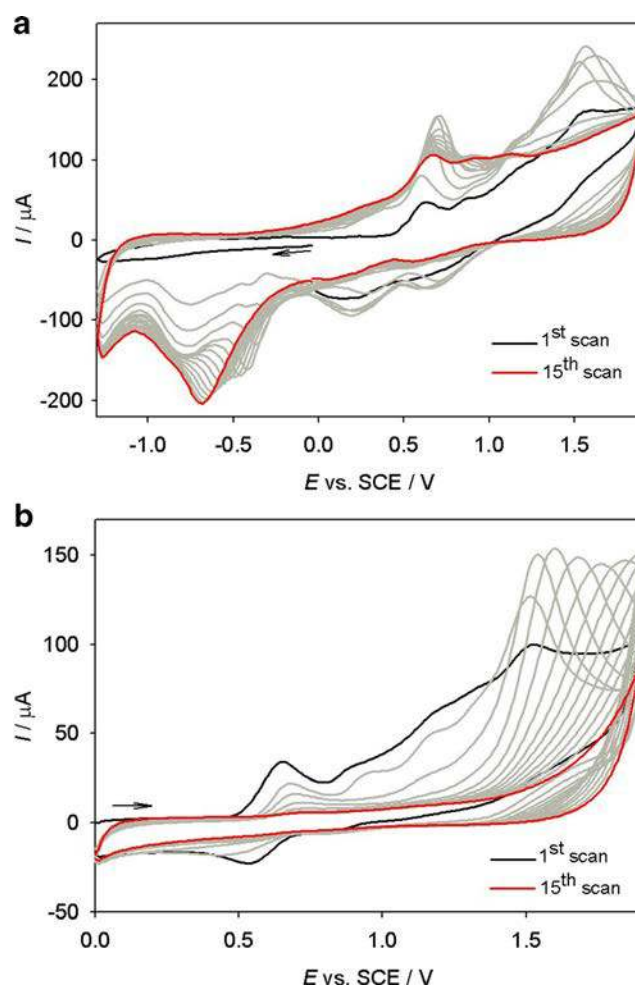 a
200
100
0
-100
-200
I / µA
1st scan
15th scan
-1.0 -0.5 0.0 0.5 1.0 1.5
E vs. SCE / V
b
150
100
50
0
-50
I / µA
1st scan
15th scan
0.0 0.5 1.0 1.5
E vs. SCE / V